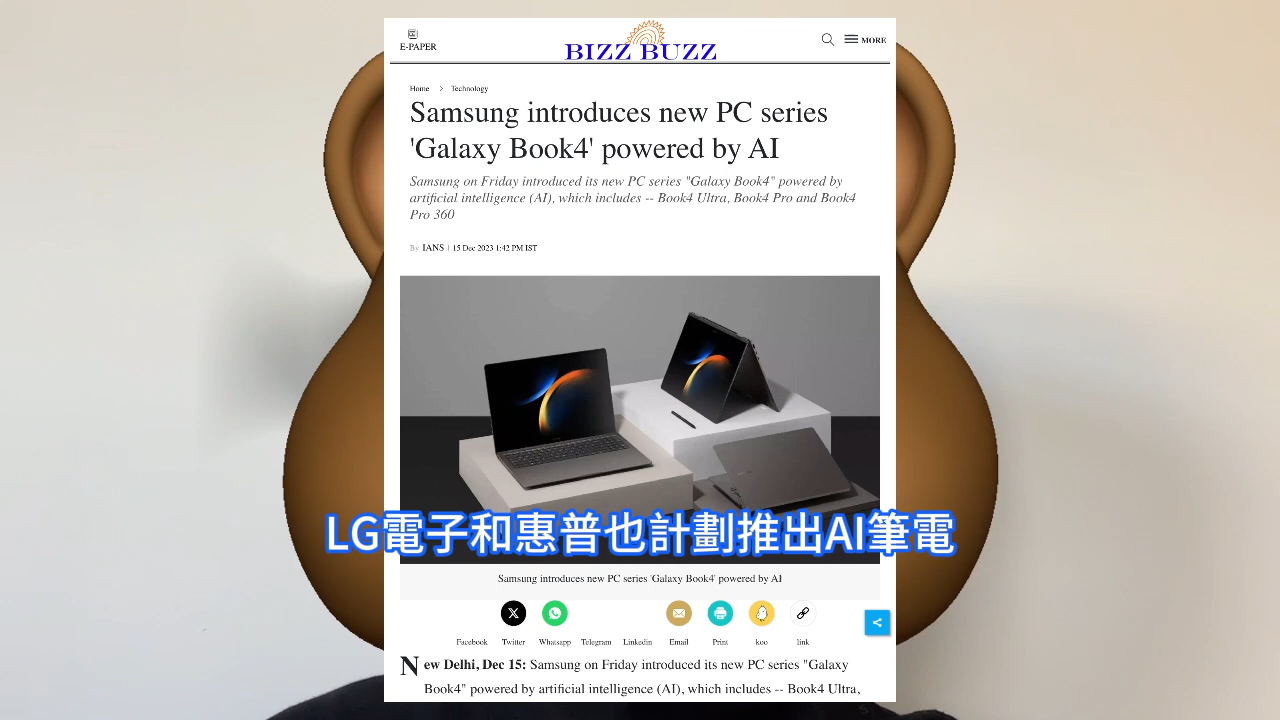 E-PAPER
BIZZ BUZZ
MORE
Home > Technology
Samsung introduces new PC series
'Galaxy Book4' powered by AI
Samsung on Friday introduced its new PC series "Galaxy Book4" powered by
artificial intelligence (AI), which includes -- Book4 Ultra, Book4 Pro and Book4
Pro 360
By IANS | 15 Dec 2023 1:42 PM IST
LG電子和惠普也計劃推出AI筆電
Samsung introduces new PC series 'Galaxy Book4' powered by AI
Facebook Twitter Whatsapp Telegram Linkedin Email Print koo link
New Delhi, Dec 15: Samsung on Friday introduced its new PC series "Galaxy
Book4" powered by artificial intelligence (AI), which includes -- Book4 Ultra,